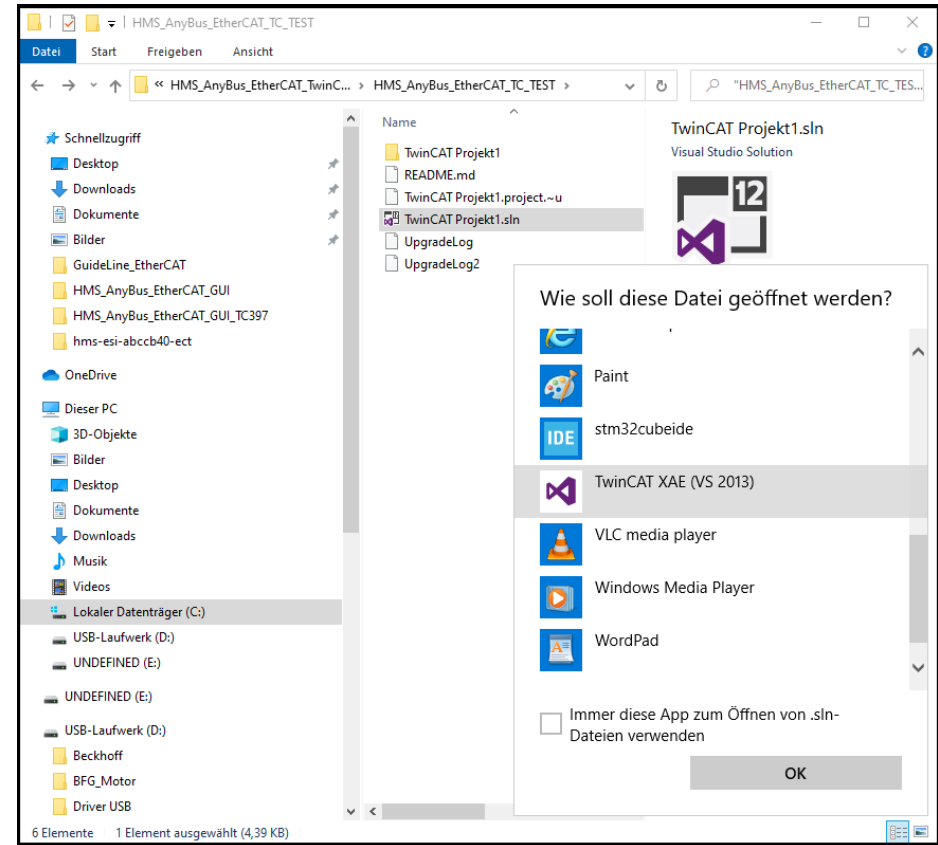 HMS_AnyBus_EtherCAT_TC_TEST
Datei Start Freigeben Ansicht
« HMS_AnyBus_EtherCAT_TwinC... › HMS_AnyBus_EtherCAT_TC_TEST ›
"HMS_AnyBus_EtherCAT_TC_TES...
Schnellzugriff
Desktop
Downloads
Dokumente
Bilder
GuideLine_EtherCAT
HMS_AnyBus_EtherCAT_GUI
HMS_AnyBus_EtherCAT_GUI_TC397
hms-esi-abccb40-ect
OneDrive
Dieser PC
3D-Objekte
Bilder
Desktop
Dokumente
Downloads
Musik
Videos
Lokaler Datenträger (C:)
USB-Laufwerk (D:)
UNDEFINED (E:)
UNDEFINED (E:)
USB-Laufwerk (D:)
Beckhoff
BFG_Motor
Driver USB
Name
TwinCAT Projekt1
README.md
TwinCAT Projekt1.project.~u
TwinCAT Projekt1.sln
UpgradeLog
UpgradeLog2
TwinCAT Projekt1.sln
Visual Studio Solution
12
Wie soll diese Datei geöffnet werden?
Paint
IDE
stm32cubeide
TwinCAT XAE (VS 2013)
VLC media player
Windows Media Player
WordPad
Immer diese App zum Öffnen von .sln-
Dateien verwenden
OK
6 Elemente 1 Element ausgewählt (4,39 KB)